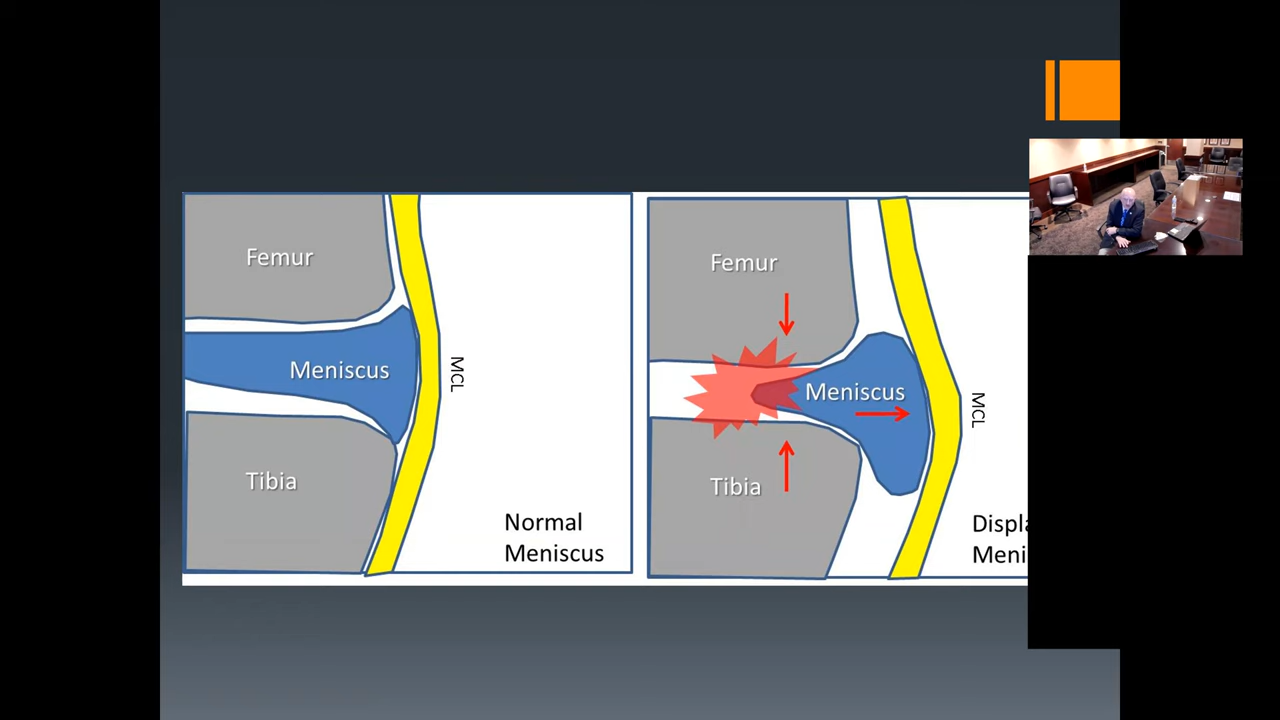 Femur
Meniscus
MCL
Tibia
Normal
Meniscus
Femur
Meniscus
MCL
Tibia
Displa
Meni